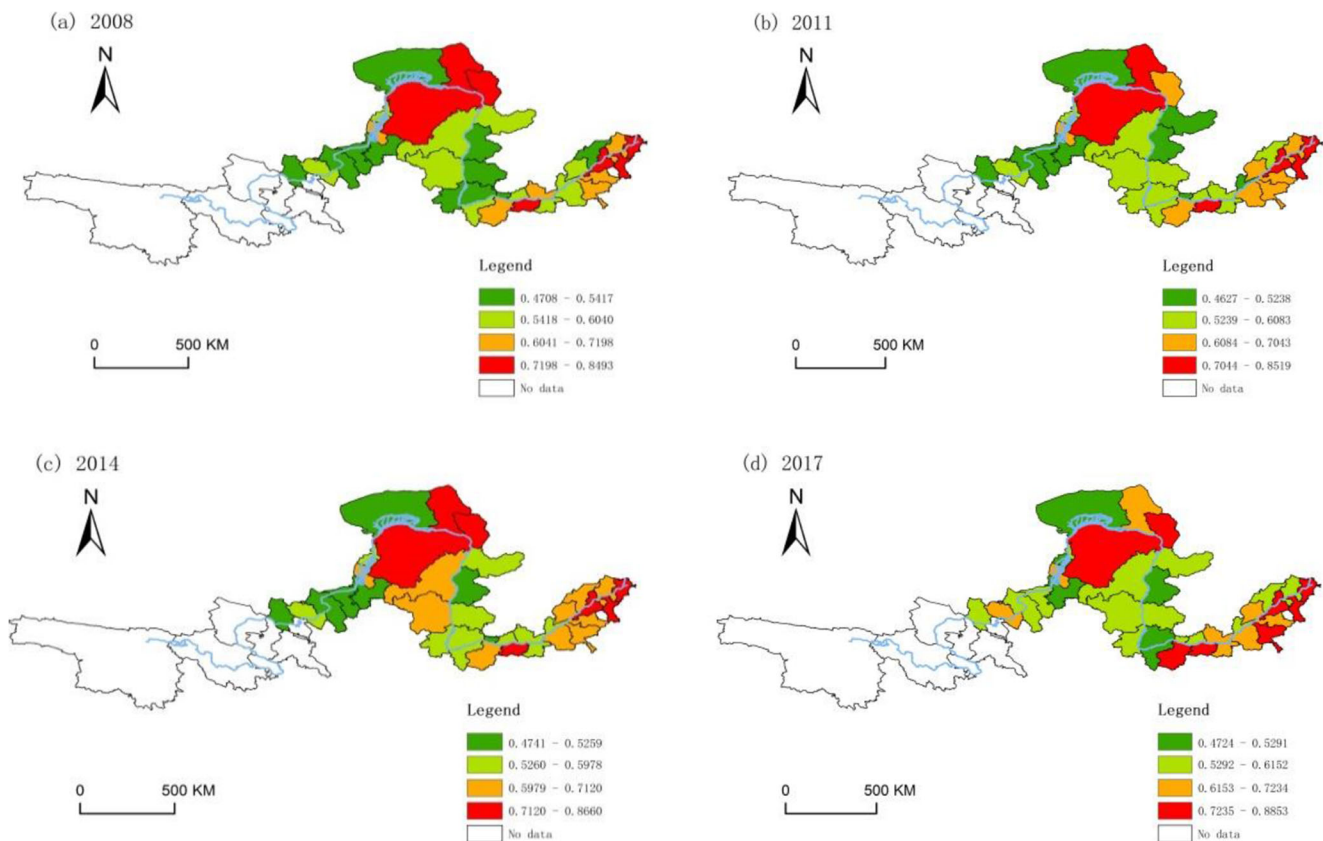 (a) 2008
N
Legend
0.4708 - 0.5417
0.5418 - 0.6040
0.6041 - 0.7198
0.7198 - 0.8493
No data
0 500 KM
(b) 2011
N
Legend
0.4627 - 0.5238
0.5239 - 0.6083
0.6084 - 0.7043
0.7044 - 0.8519
No data
0 500 KM
(c) 2014
N
Legend
0.4741 - 0.5259
0.5260 - 0.5978
0.5979 - 0.7120
0.7120 - 0.8660
No data
0 500 KM
(d) 2017
N
Legend
0.4724 - 0.5291
0.5292 - 0.6152
0.6153 - 0.7234
0.7235 - 0.8853
No data
0 500 KM